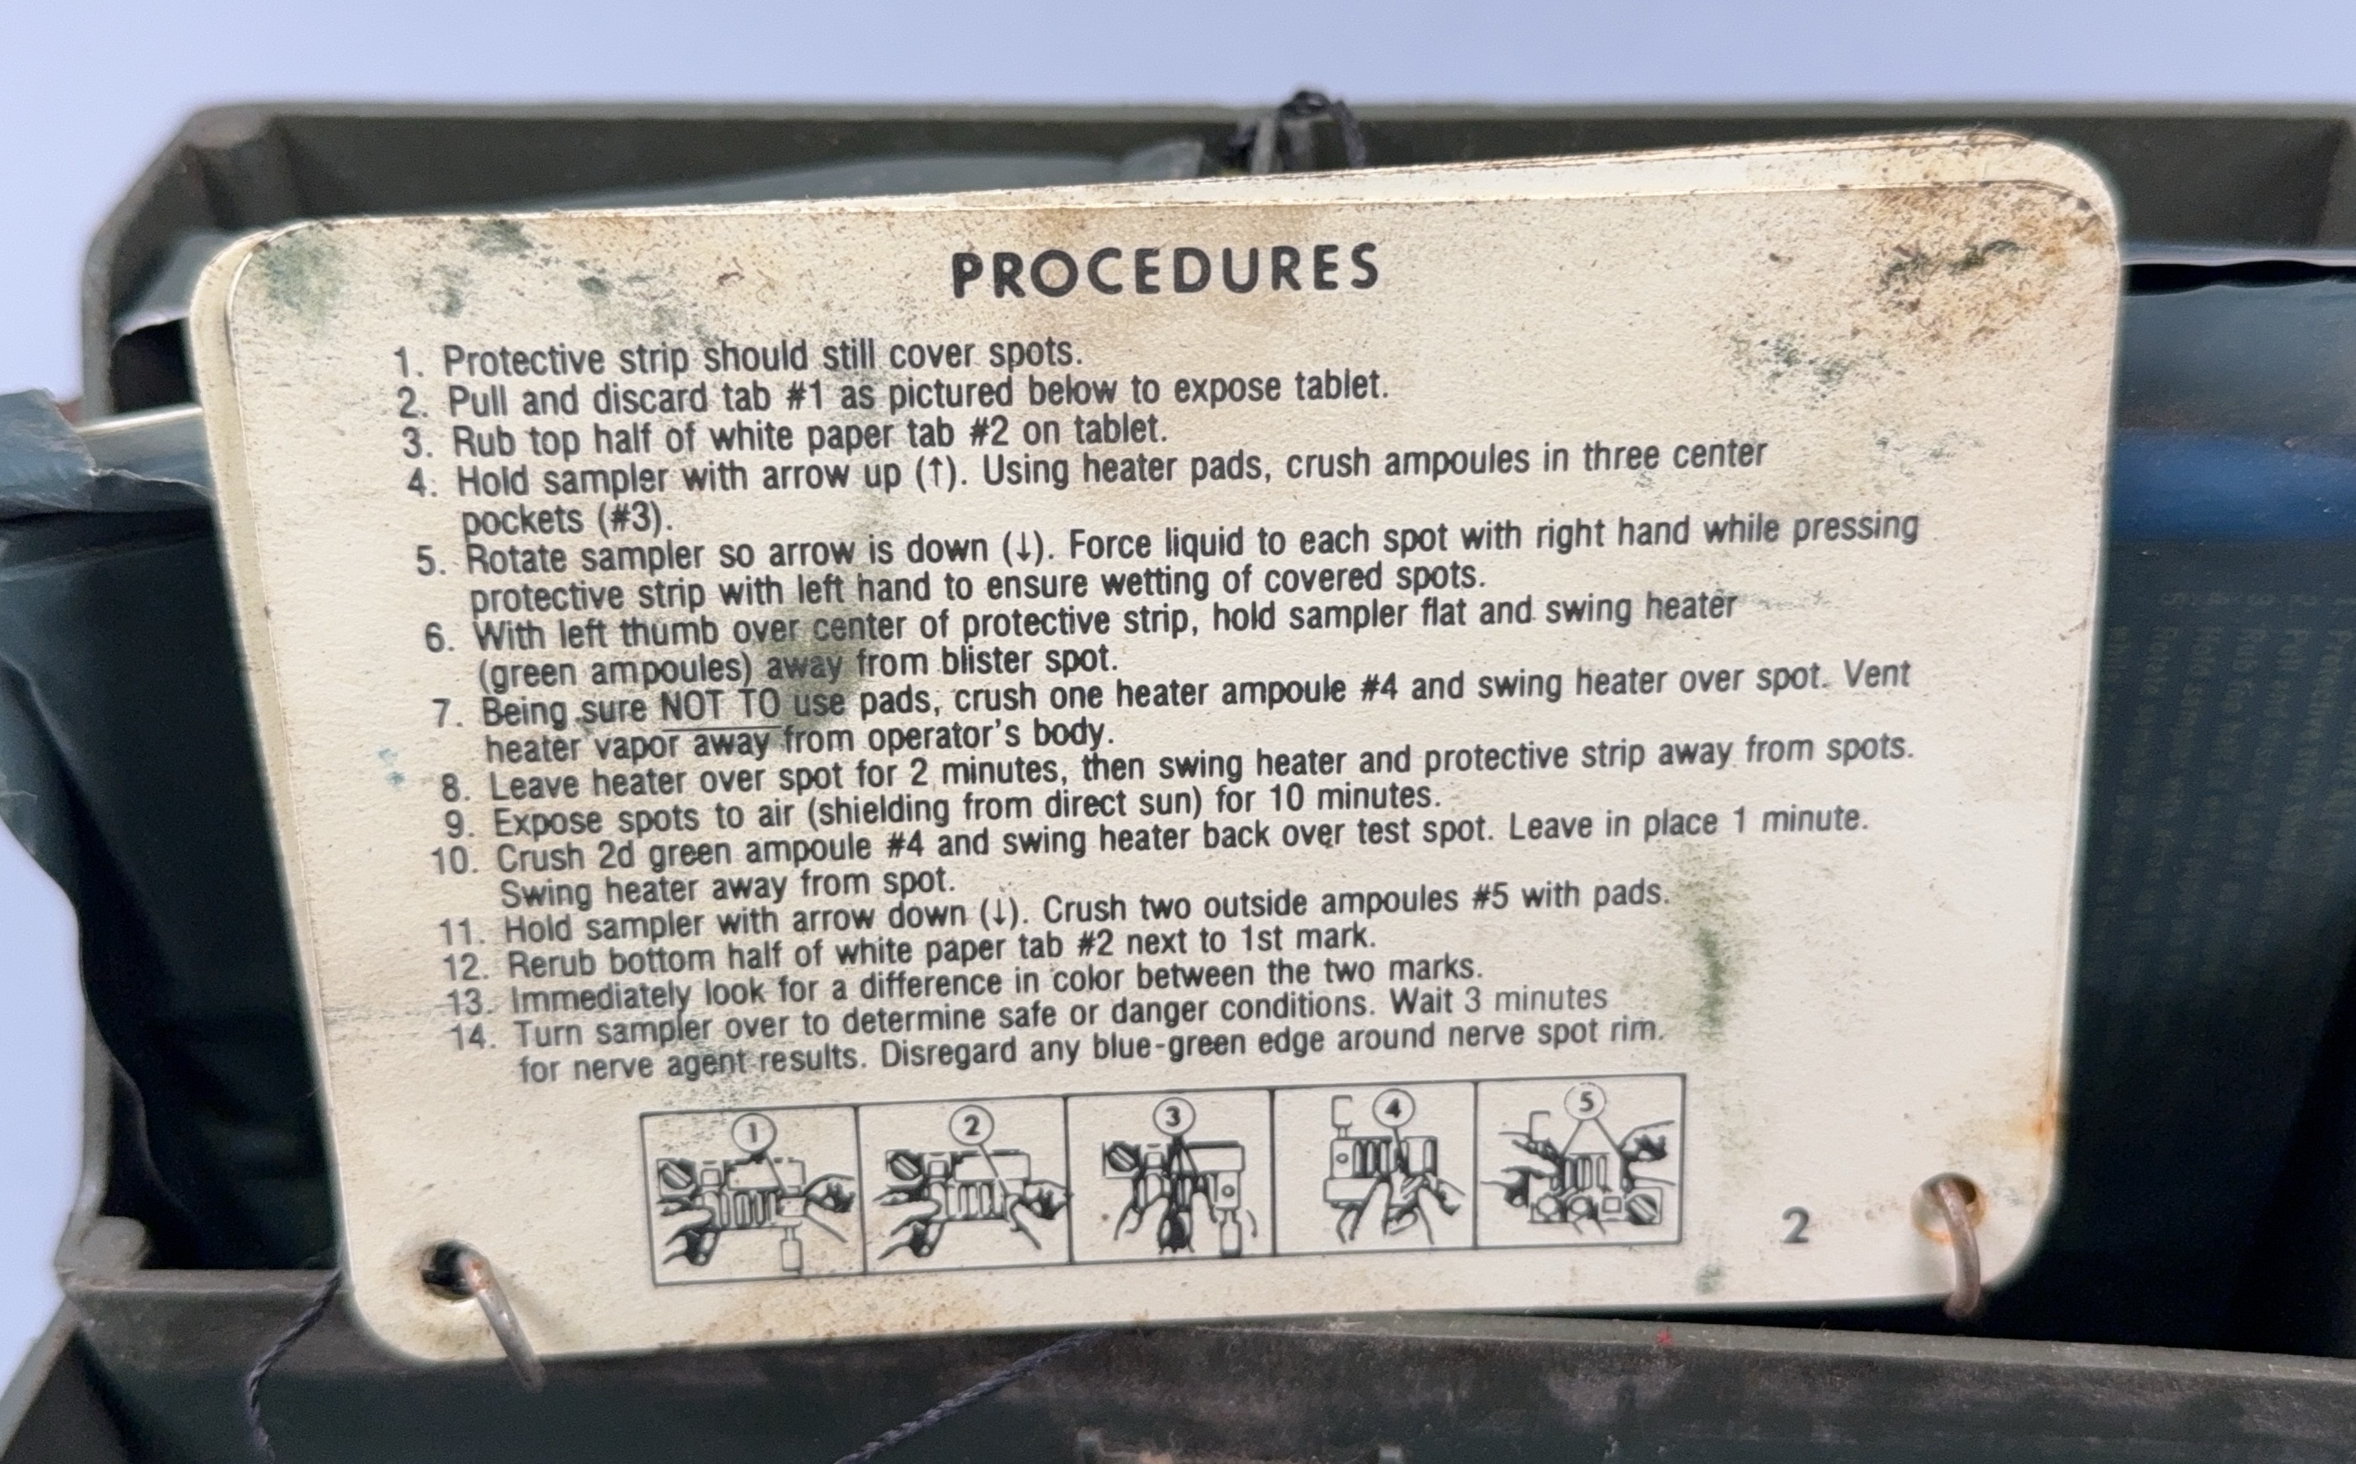 PROCEDURES
1. Protective strip should still cover spots.
2. Pull and discard tab #1 as pictured below to expose tablet.
3. Rub top half of white paper tab #2 on tablet.
4. Hold sampler with arrow up (↑). Using heater pads, crush ampoules in three center
pockets (#3).
5. Rotate sampler so arrow is down (↓). Force liquid to each spot with right hand while pressing
protective strip with left hand to ensure wetting of covered spots.
6. With left thumb over center of protective strip, hold sampler flat and swing heater
(green ampoules) away from blister spot.
7. Being sure NOT TO use pads, crush one heater ampoule #4 and swing heater over spot. Vent
heater vapor away from operator's body.
8. Leave heater over spot for 2 minutes, then swing heater and protective strip away from spots.
9. Expose spots to air (shielding from direct sun) for 10 minutes.
10. Crush 2d green ampoule #4 and swing heater back over test spot. Leave in place 1 minute.
Swing heater away from spot.
11. Hold sampler with arrow down (↓). Crush two outside ampoules #5 with pads.
12. Rerub bottom half of white paper tab #2 next to 1st mark.
13. Immediately look for a difference in color between the two marks.
14. Turn sampler over to determine safe or danger conditions. Wait 3 minutes
for nerve agent results. Disregard any blue-green edge around nerve spot rim.
1 2 3 4 5
2